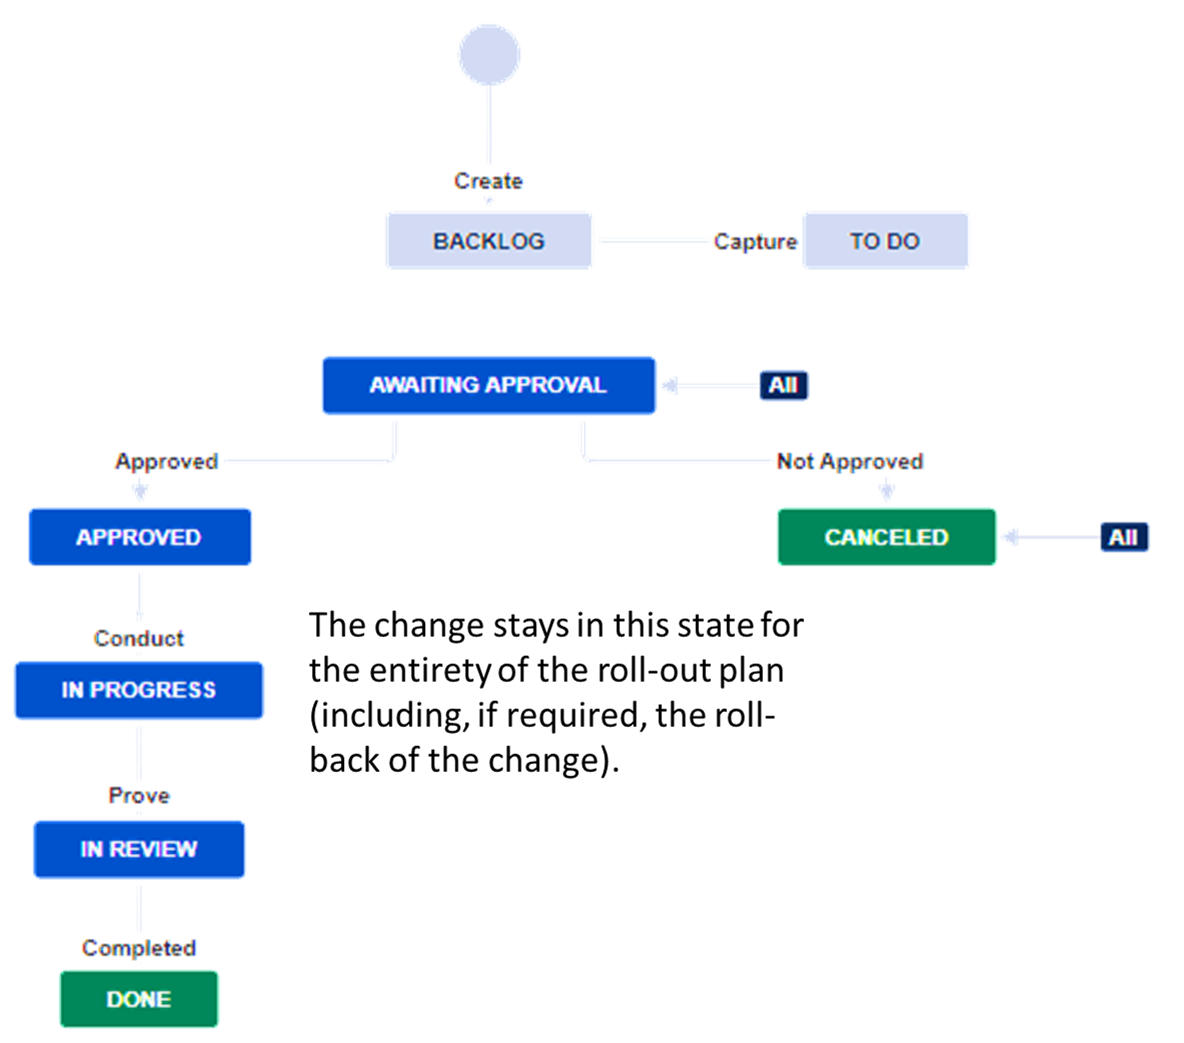 Create
BACKLOG
Capture
TO DO
AWAITING APPROVAL
All
Approved
Not Approved
APPROVED
CANCELED
All
The change stays in this state for
the entirety of the roll-out plan
(including, if required, the roll-
back of the change).
Conduct
IN PROGRESS
Prove
IN REVIEW
Completed
DONE